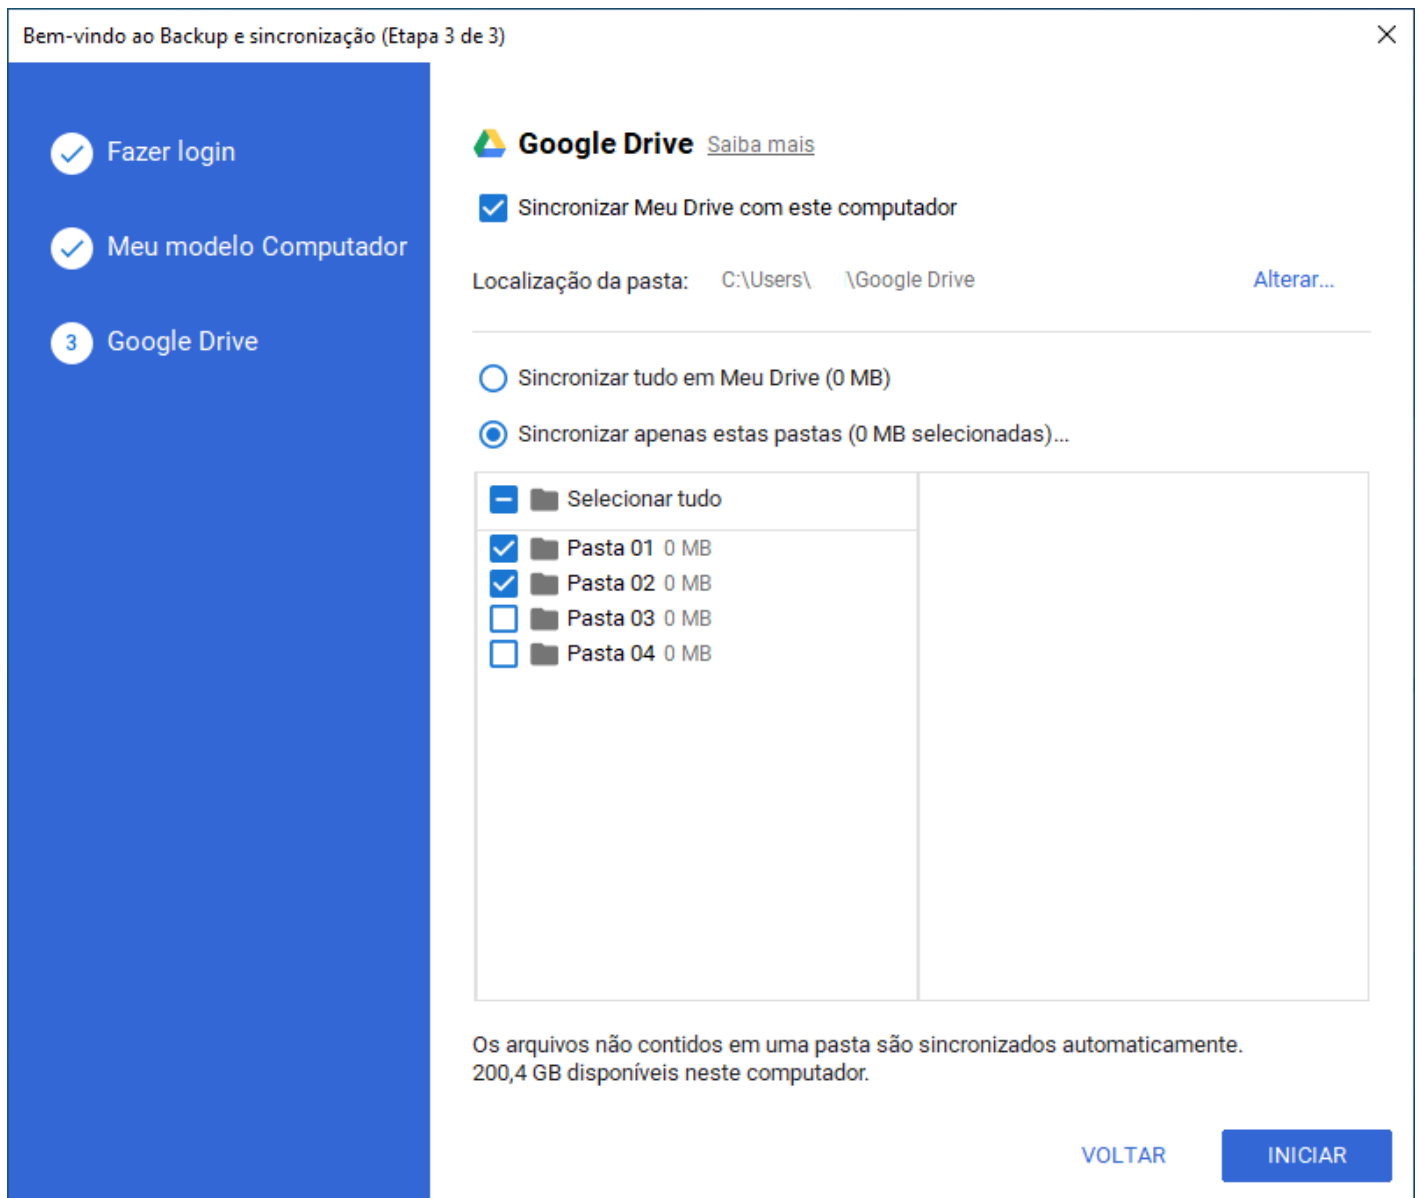 Bem-vindo ao Backup e sincronização (Etapa 3 de 3)
Fazer login
Meu modelo Computador
3 Google Drive
Google Drive Saiba mais
Sincronizar Meu Drive com este computador
Localização da pasta: C:\Users\ \Google Drive Alterar...
Sincronizar tudo em Meu Drive (0 MB)
Sincronizar apenas estas pastas (0 MB selecionadas)...
Selecionar tudo
Pasta 01 0 MB
Pasta 02 0 MB
Pasta 03 0 MB
Pasta 04 0 MB
Os arquivos não contidos em uma pasta são sincronizados automaticamente.
200,4 GB disponíveis neste computador.
VOLTAR INICIAR